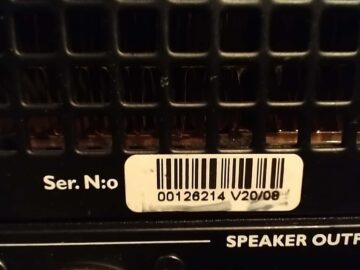 Ser. N:o
00126214 V20/08
SPEAKER OUTP